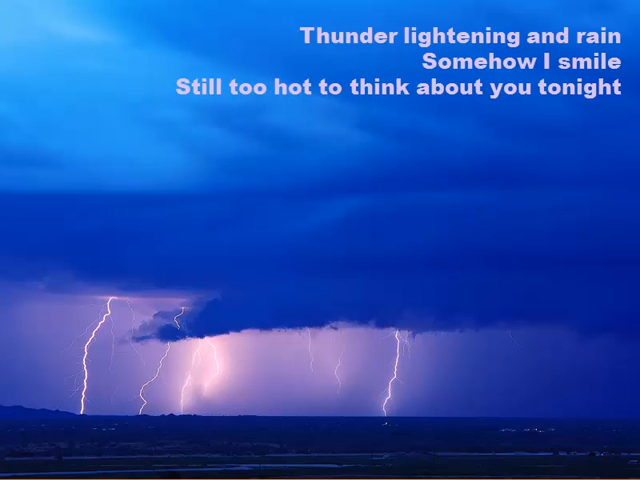 Thunder lightening and rain
Somehow I smile
Still too hot to think about you tonight